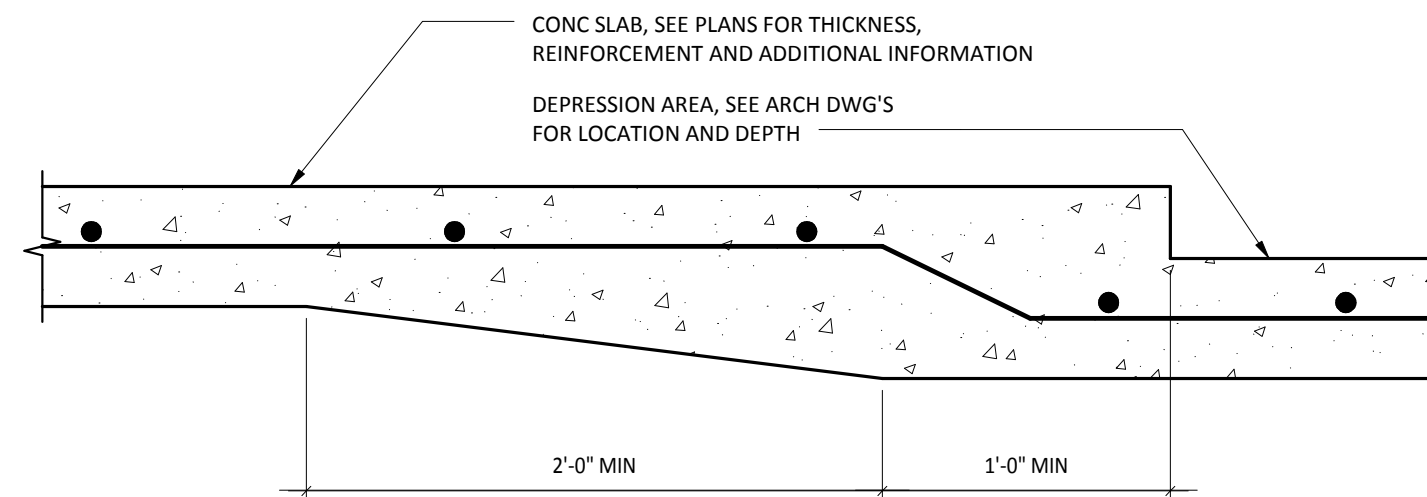 CONC SLAB, SEE PLANS FOR THICKNESS,
REINFORCEMENT AND ADDITIONAL INFORMATION
DEPRESSION AREA, SEE ARCH DWG'S
FOR LOCATION AND DEPTH
2'-0" MIN
1'-0" MIN